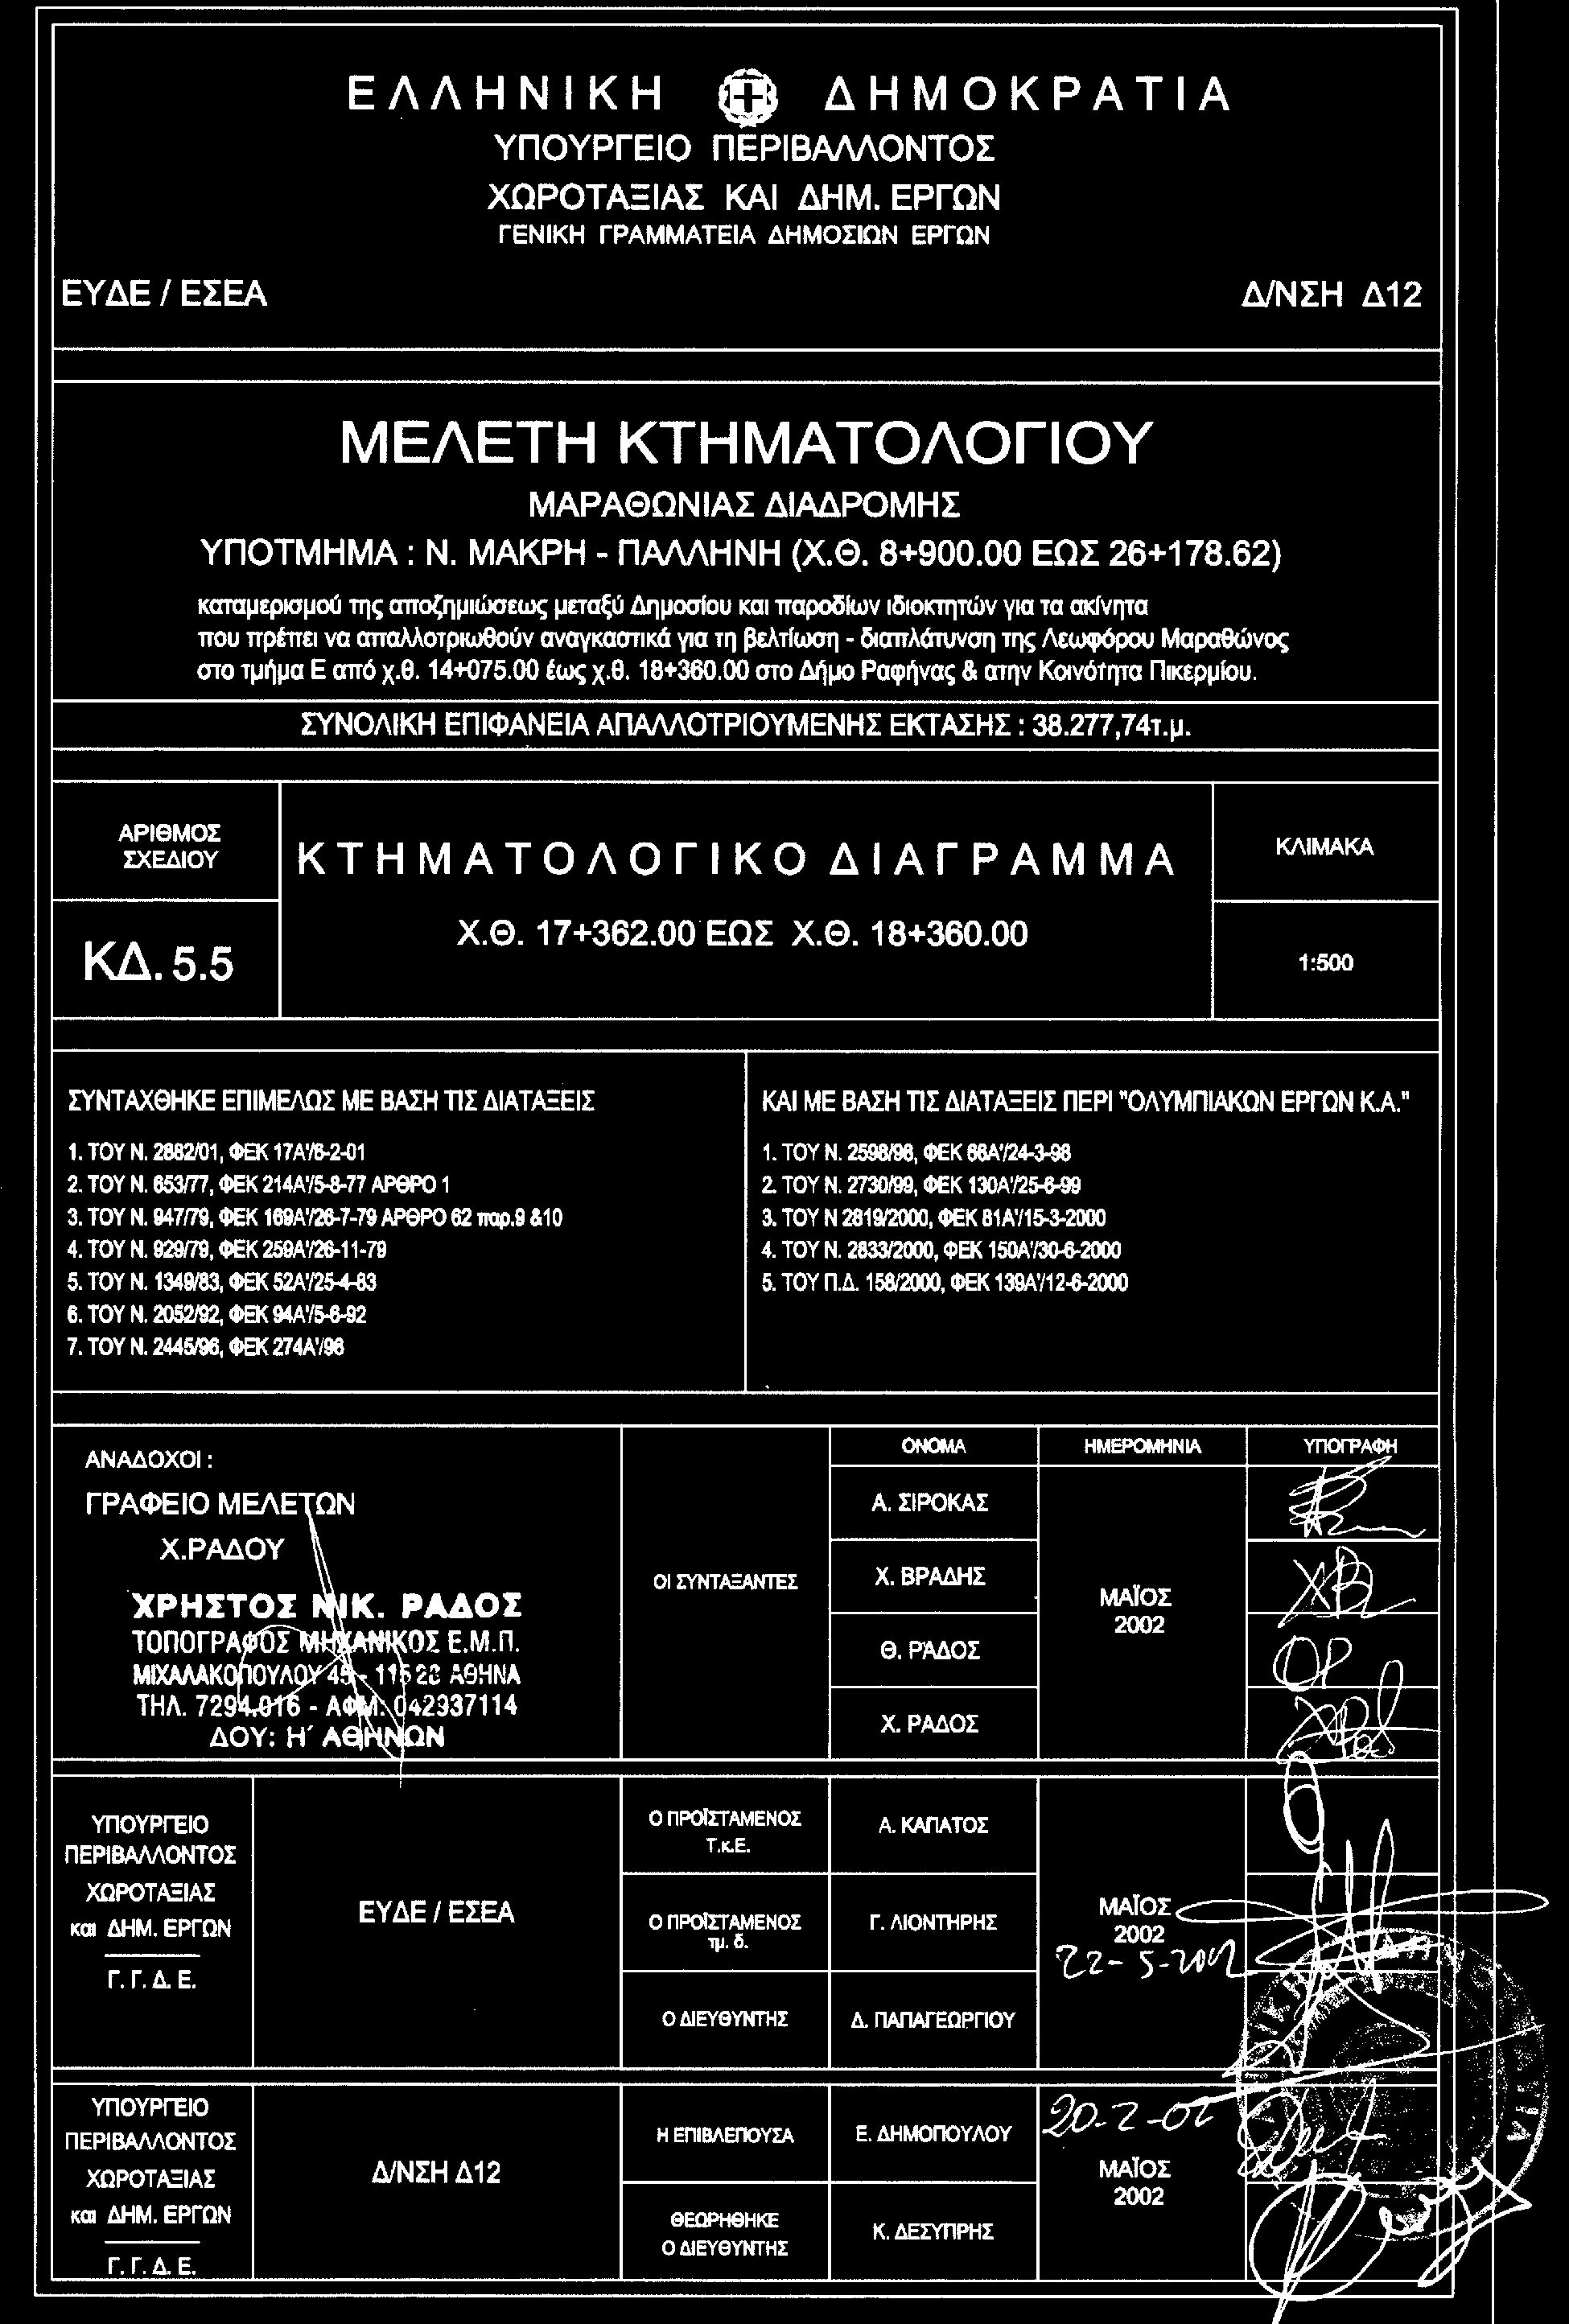 ΕΛΛΗΝΙΚΗ ΔΗΜΟΚΡΑΤΙΑ
ΥΠΟΥΡΓΕΙΟ ΠΕΡΙΒΑΛΛΟΝΤΟΣ
ΧΩΡΟΤΑΞΙΑΣ ΚΑΙ ΔΗΜ. ΕΡΓΩΝ
ΓΕΝΙΚΗ ΓΡΑΜΜΑΤΕΙΑ ΔΗΜΟΣΙΩΝ ΕΡΓΩΝ
ΕΥΔΕ / ΕΣΕΑ Δ/ΝΣΗ Δ12
ΜΕΛΕΤΗ ΚΤΗΜΑΤΟΛΟΓΙΟΥ
ΜΑΡΑΘΩΝΙΑΣ ΔΙΑΔΡΟΜΗΣ
ΥΠΟΤΜΗΜΑ : Ν. ΜΑΚΡΗ - ΠΑΛΛΗΝΗ (Χ.Θ. 8+900.00 ΕΩΣ 26+178.62)
καταμερισμού της αποζημιώσεως μεταξύ Δημοσίου και παροδίων ιδιοκτητών για τα ακίνητα
που πρέπει να απαλλοτριωθούν αναγκαστικά για τη βελτίωση - διαπλάτυνση της Λεωφόρου Μαραθώνος
στο τμήμα Ε από χ.θ. 14+075.00 έως χ.θ. 18+360.00 στο Δήμο Ραφήνας & στην Κοινότητα Πικερμίου.
ΣΥΝΟΛΙΚΗ ΕΠΙΦΑΝΕΙΑ ΑΠΑΛΛΟΤΡΙΟΥΜΕΝΗΣ ΕΚΤΑΣΗΣ : 38.277,74τ.μ.
ΑΡΙΘΜΟΣ
ΣΧΕΔΙΟΥ
ΚΔ. 5.5
ΚΤΗΜΑΤΟΛΟΓΙΚΟ ΔΙΑΓΡΑΜΜΑ
Χ.Θ. 17+362.00 ΕΩΣ Χ.Θ. 18+360.00
ΚΛΙΜΑΚΑ
1:500
ΣΥΝΤΑΧΘΗΚΕ ΕΠΙΜΕΛΩΣ ΜΕ ΒΑΣΗ ΤΙΣ ΔΙΑΤΑΞΕΙΣ
1. ΤΟΥ Ν. 2882/01, ΦΕΚ 17Α'/6-2-01
2. ΤΟΥ Ν. 653/77, ΦΕΚ 214Α'/5-8-77 ΑΡΘΡΟ 1
3. ΤΟΥ Ν. 947/79, ΦΕΚ 169Α'/26-7-79 ΑΡΘΡΟ 62 παρ.9 &10
4. ΤΟΥ Ν. 929/79, ΦΕΚ 259Α'/26-11-79
5. ΤΟΥ Ν. 1349/83, ΦΕΚ 52Α'/25-4-83
6. ΤΟΥ Ν. 2052/92, ΦΕΚ 94Α'/5-6-92
7. ΤΟΥ Ν. 2445/96, ΦΕΚ 274Α'/96
ΚΑΙ ΜΕ ΒΑΣΗ ΤΙΣ ΔΙΑΤΑΞΕΙΣ ΠΕΡΙ "ΟΛΥΜΠΙΑΚΩΝ ΕΡΓΩΝ Κ.Α."
1. ΤΟΥ Ν. 2598/98, ΦΕΚ 66Α'/24-3-98
2. ΤΟΥ Ν. 2730/99, ΦΕΚ 130Α'/25-6-99
3. ΤΟΥ Ν 2819/2000, ΦΕΚ 81Α'/15-3-2000
4. ΤΟΥ Ν. 2833/2000, ΦΕΚ 150Α'/30-6-2000
5. ΤΟΥ Π.Δ. 158/2000, ΦΕΚ 139Α'/12-6-2000
ΑΝΑΔΟΧΟΙ :
ΓΡΑΦΕΙΟ ΜΕΛΕΤΩΝ
Χ.ΡΑΔΟΥ
ΧΡΗΣΤΟΣ ΝΙΚ. ΡΑΔΟΣ
ΤΟΠΟΓΡΑΦΟΣ ΜΗΧΑΝΙΚΟΣ Ε.Μ.Π.
ΜΙΧΑΛΑΚΟΠΟΥΛΟΥ 45 - 115 28 ΑΘΗΝΑ
ΤΗΛ. 7294.016 - ΑΦΜ: 042937114
ΔΟΥ: Η΄ ΑΘΗΝΩΝ
ΟΙ ΣΥΝΤΑΞΑΝΤΕΣ
ΟΝΟΜΑ ΗΜΕΡΟΜΗΝΙΑ ΥΠΟΓΡΑΦΗ
Α. ΣΙΡΟΚΑΣ
Χ. ΒΡΑΔΗΣ
Θ. ΡΑΔΟΣ
Χ. ΡΑΔΟΣ
ΜΑΪΟΣ
2002
ΥΠΟΥΡΓΕΙΟ
ΠΕΡΙΒΑΛΛΟΝΤΟΣ
ΧΩΡΟΤΑΞΙΑΣ
και ΔΗΜ. ΕΡΓΩΝ
Γ. Γ. Δ. Ε.
ΕΥΔΕ / ΕΣΕΑ
Ο ΠΡΟΪΣΤΑΜΕΝΟΣ
Τ.Κ.Ε.
Α. ΚΑΠΑΤΟΣ
Ο ΠΡΟΪΣΤΑΜΕΝΟΣ
τμ. δ.
Γ. ΛΙΟΝΤΗΡΗΣ
Ο ΔΙΕΥΘΥΝΤΗΣ
Δ. ΠΑΠΑΓΕΩΡΓΙΟΥ
ΜΑΪΟΣ
2002
22-5-2002
ΥΠΟΥΡΓΕΙΟ
ΠΕΡΙΒΑΛΛΟΝΤΟΣ
ΧΩΡΟΤΑΞΙΑΣ
και ΔΗΜ. ΕΡΓΩΝ
Γ. Γ. Δ. Ε.
Δ/ΝΣΗ Δ12
Η ΕΠΙΒΛΕΠΟΥΣΑ
Ε. ΔΗΜΟΠΟΥΛΟΥ
ΘΕΩΡΗΘΗΚΕ
Ο ΔΙΕΥΘΥΝΤΗΣ
Κ. ΔΕΣΥΠΡΗΣ
20-2-02
ΜΑΪΟΣ
2002